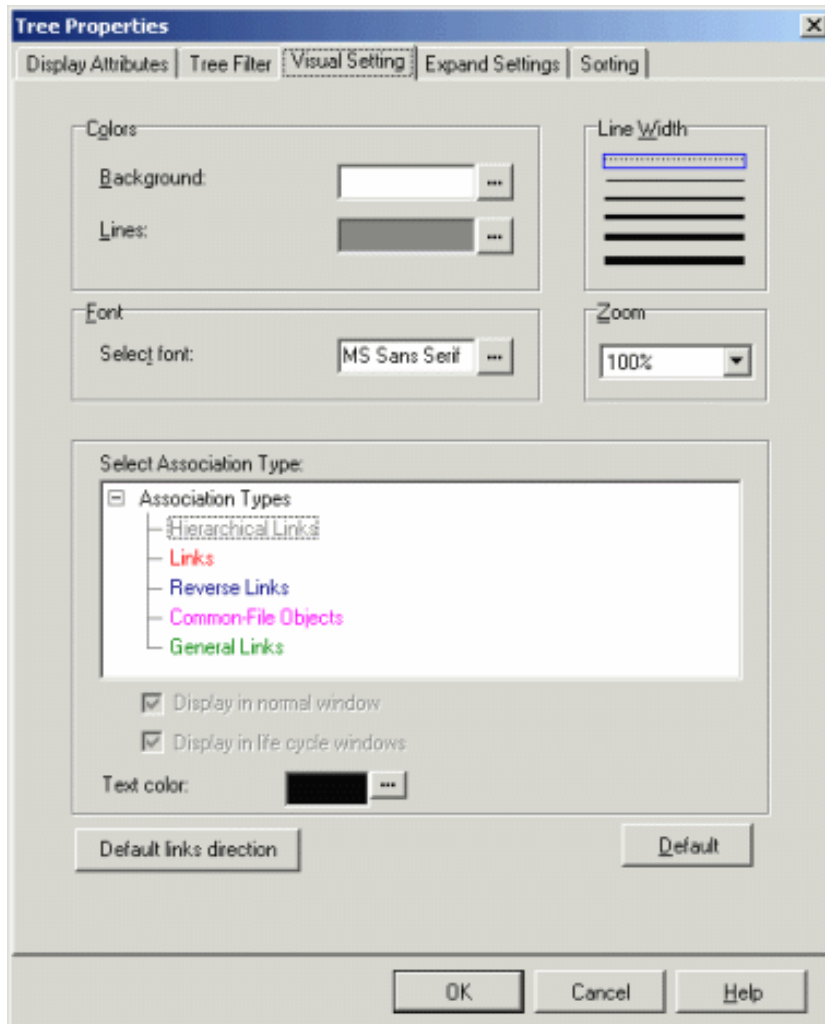 Tree Properties
Display Attributes Tree Filter Visual Setting Expand Settings Sorting
Colors
Line Width
Background:
...
Lines:
...
Font
Zoom
Select font:
MS Sans Serif
...
100%
Select Association Type:
Association Types
Hierarchical Links
Links
Reverse Links
Common-File Objects
General Links
Display in normal window
Display in life cycle windows
Text color:
...
Default links direction
Default
OK
Cancel
Help